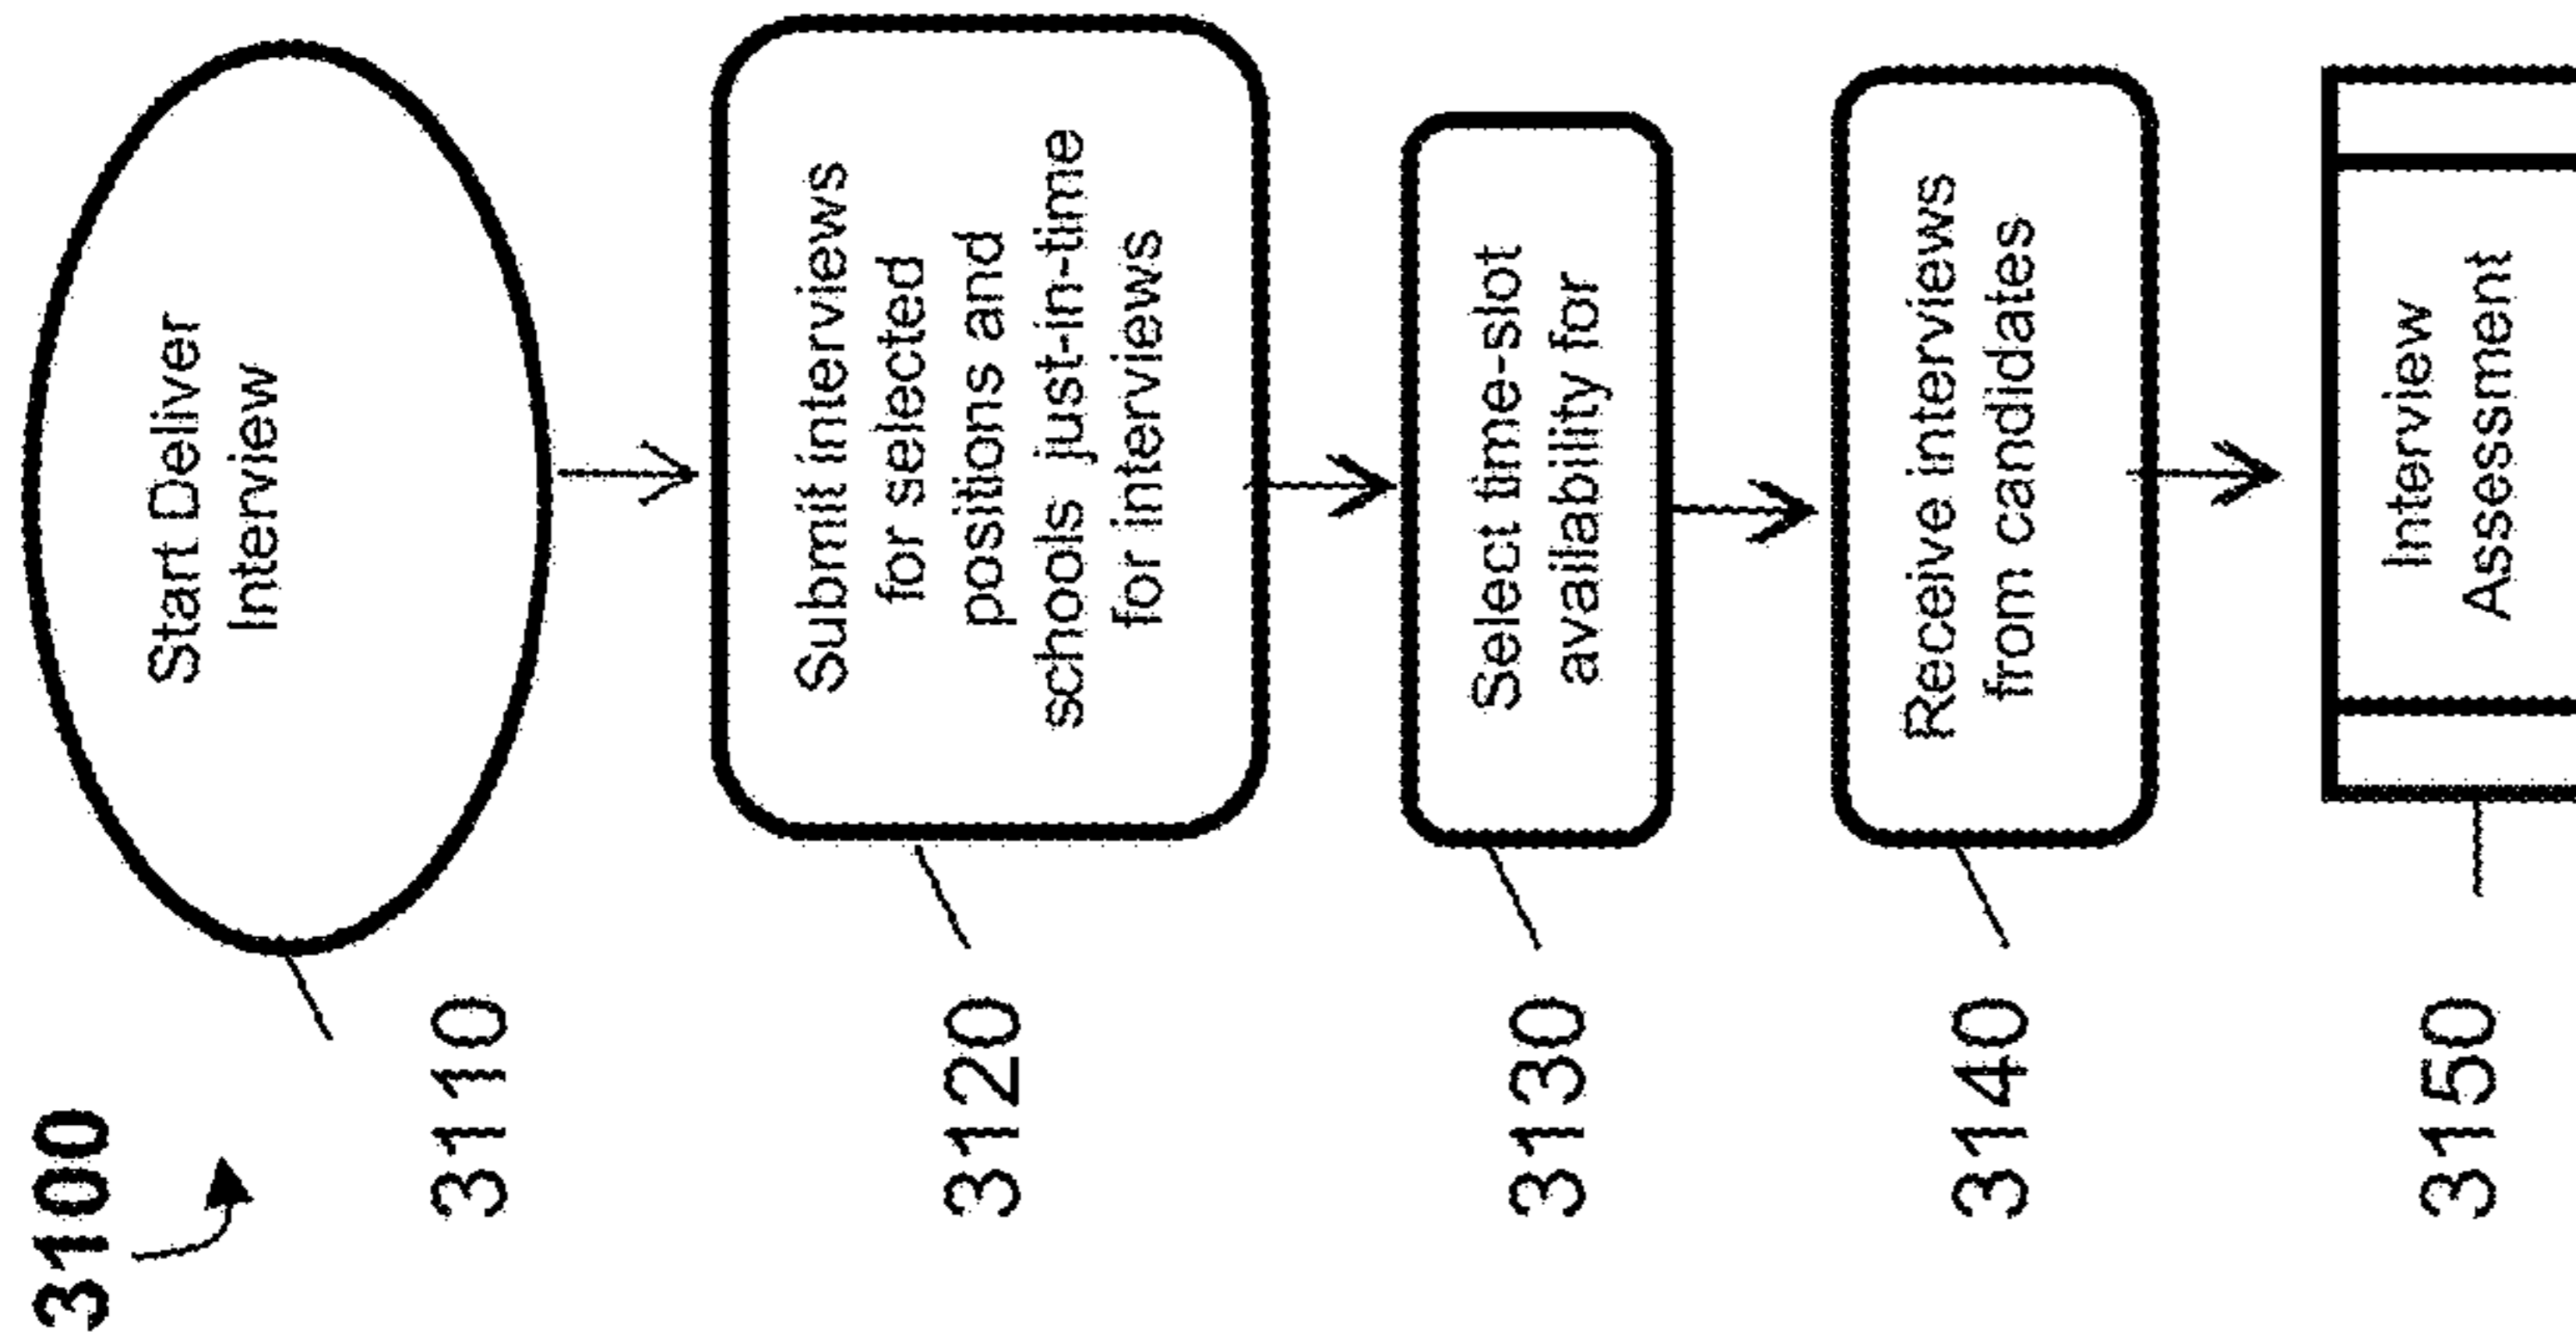 3100
3110
Start Deliver
Interview
3120
Submit interviews
for selected
positions and
schools just-in-time
for interviews
3130
Select time-slot
availability for
3140
Receive interviews
from candidates
3150
Interview
Assessment